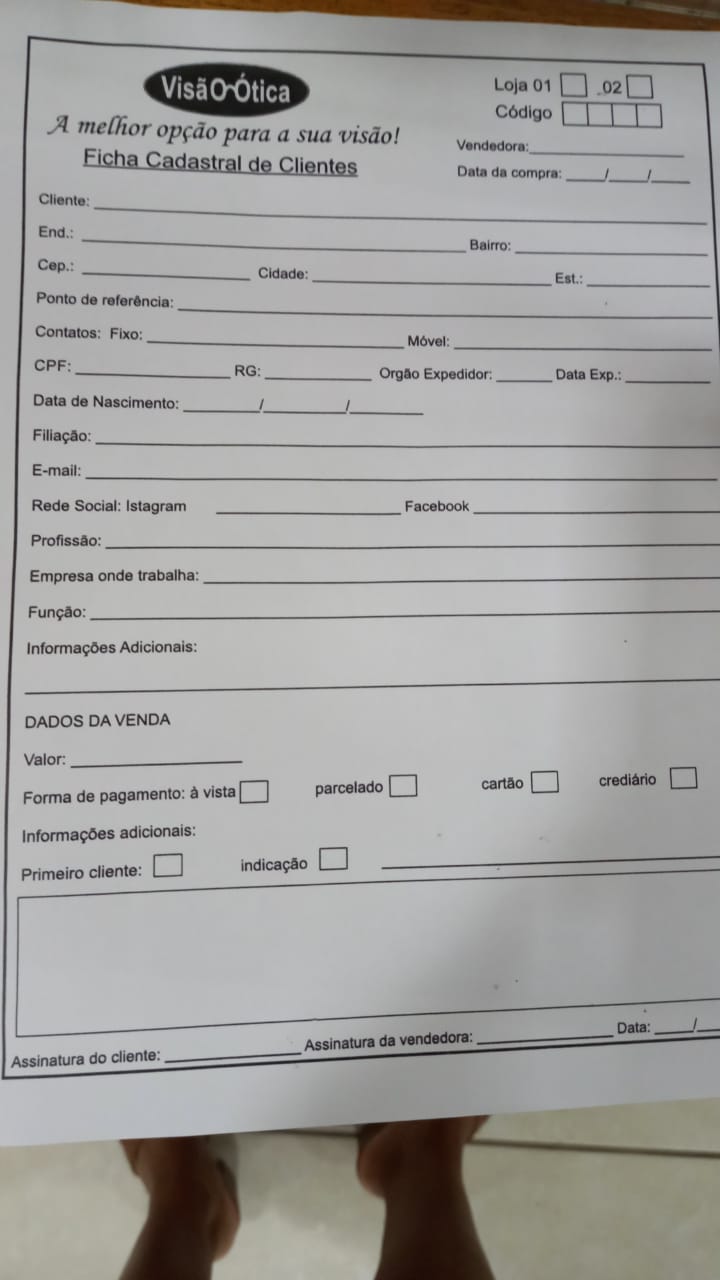 VisãO-Ótica
Loja 01 02
Código
A melhor opção para a sua visão!
Vendedora:
Ficha Cadastral de Clientes
Data da compra: ____/____/____
Cliente:
End.: Bairro:
Cep.: Cidade: Est.:
Ponto de referência:
Contatos: Fixo: Móvel:
CPF: RG: Orgão Expedidor: Data Exp.:
Data de Nascimento: ____/____/____
Filiação:
E-mail:
Rede Social: Istagram Facebook
Profissão:
Empresa onde trabalha:
Função:
Informações Adicionais:
DADOS DA VENDA
Valor:
Forma de pagamento: à vista parcelado cartão crediário
Informações adicionais:
Primeiro cliente: indicação
Assinatura do cliente: Assinatura da vendedora: Data: ____/____